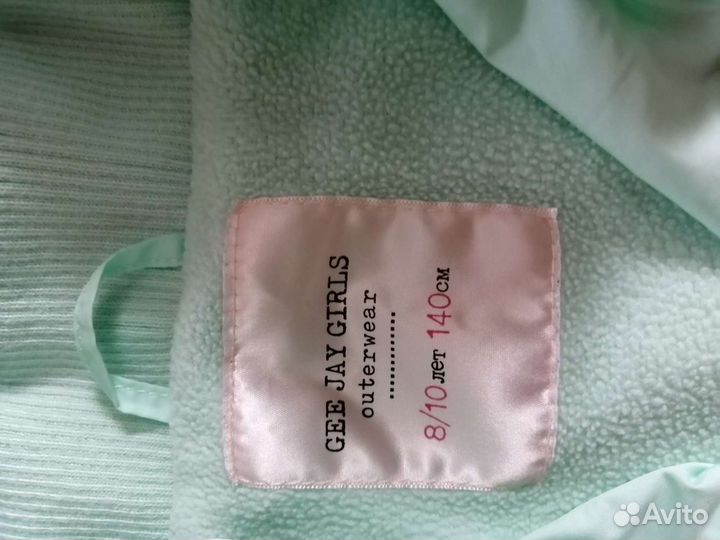 GEE JAY GIRLS
outerwear
8/10 лет 140см
Avito